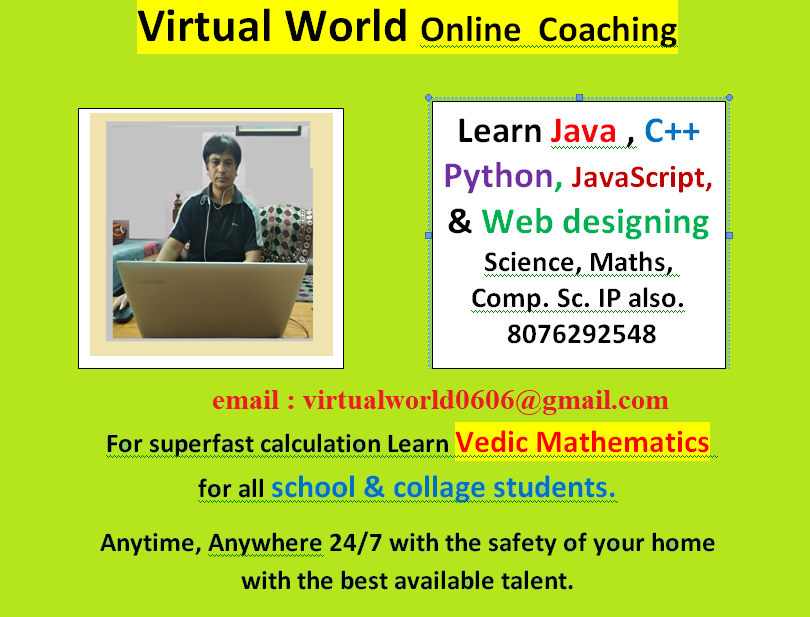 Virtual World Online Coaching
Learn Java , C++
Python, JavaScript,
& Web designing
Science, Maths,
Comp. Sc. IP also.
8076292548
email : virtualworld0606@gmail.com
For superfast calculation Learn Vedic Mathematics
for all school & collage students.
Anytime, Anywhere 24/7 with the safety of your home
with the best available talent.